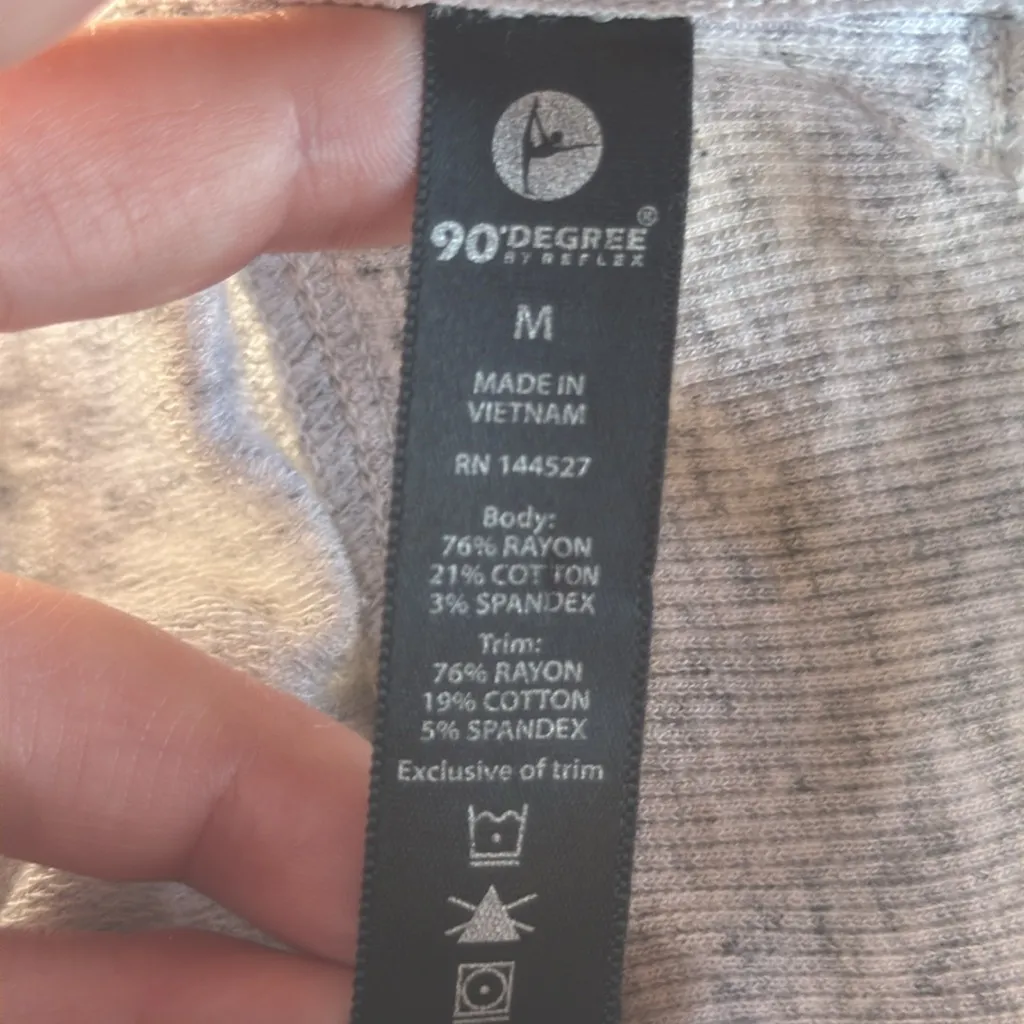 90°DEGREE®
BY REFLEX
M
MADE IN
VIETNAM
RN 144527
Body:
76% RAYON
21% COTTON
3% SPANDEX
Trim:
76% RAYON
19% COTTON
5% SPANDEX
Exclusive of trim